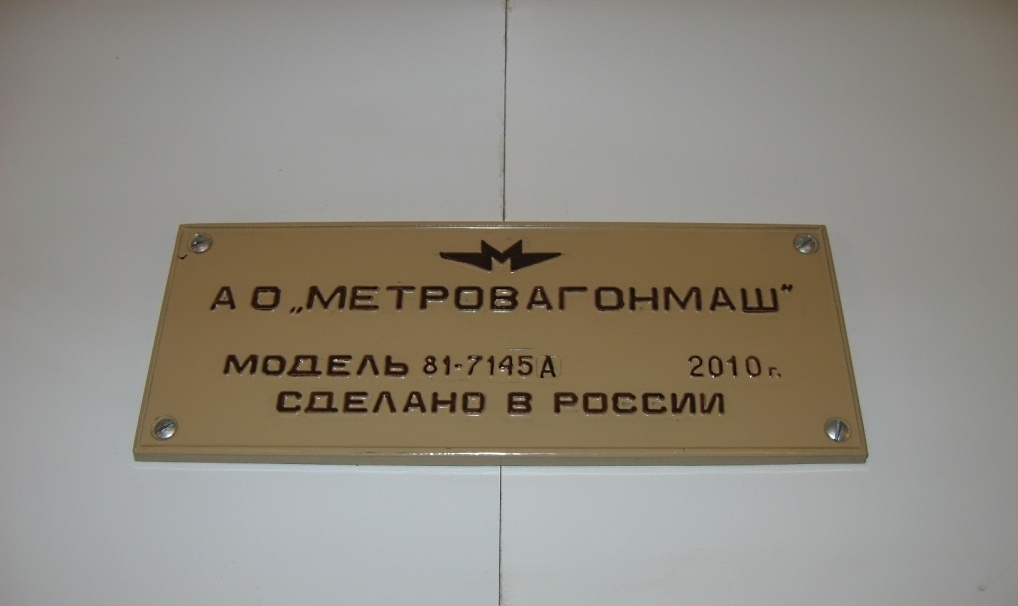 АО „МЕТРОВАГОНМАШ“
МОДЕЛЬ 81-7145А 2010 г.
СДЕЛАНО В РОССИИ